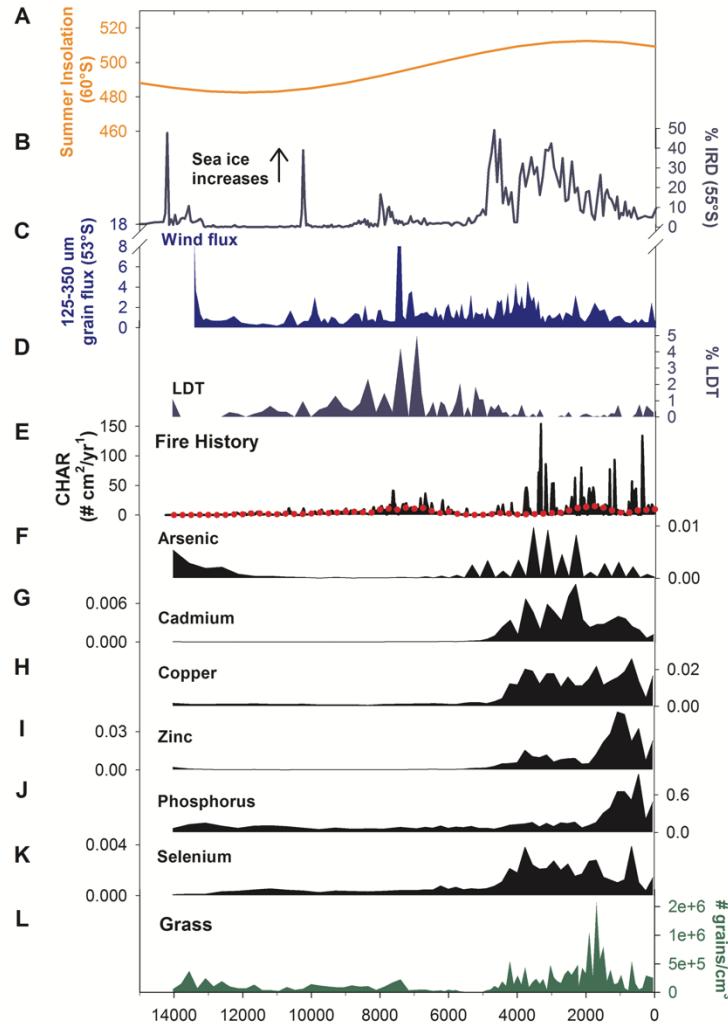 A
520
500
480
460
Summer Insolation
(60°S)
B
Sea ice
increases
50
40
30
20
10
0
% IRD (55°S)
C
18
8
6
4
2
0
125-350 um
grain flux (53°S)
Wind flux
D
LDT
5
4
3
2
1
0
% LDT
E
150
100
50
0
CHAR
(# cm²/yr¹)
Fire History
F
Arsenic
0.01
0.00
G
0.006
0.000
Cadmium
H
Copper
0.02
0.00
I
0.03
0.00
Zinc
J
Phosphorus
0.6
0.0
K
0.004
0.000
Selenium
L
Grass
2e+6
1e+6
5e+5
0
# grains/cm³
14000 12000 10000 8000 6000 4000 2000 0